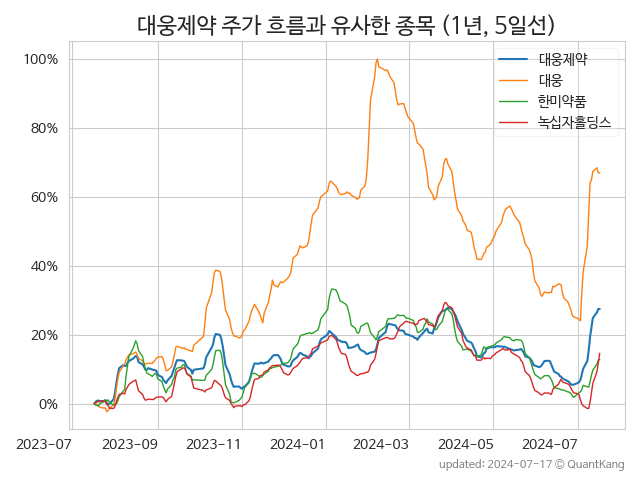 대웅제약 주가 흐름과 유사한 종목 (1년, 5일선)
대웅제약
대웅
한미약품
녹십자홀딩스
100%
80%
60%
40%
20%
0%
2023-07 2023-09 2023-11 2024-01 2024-03 2024-05 2024-07
updated: 2024-07-17 © QuantKang